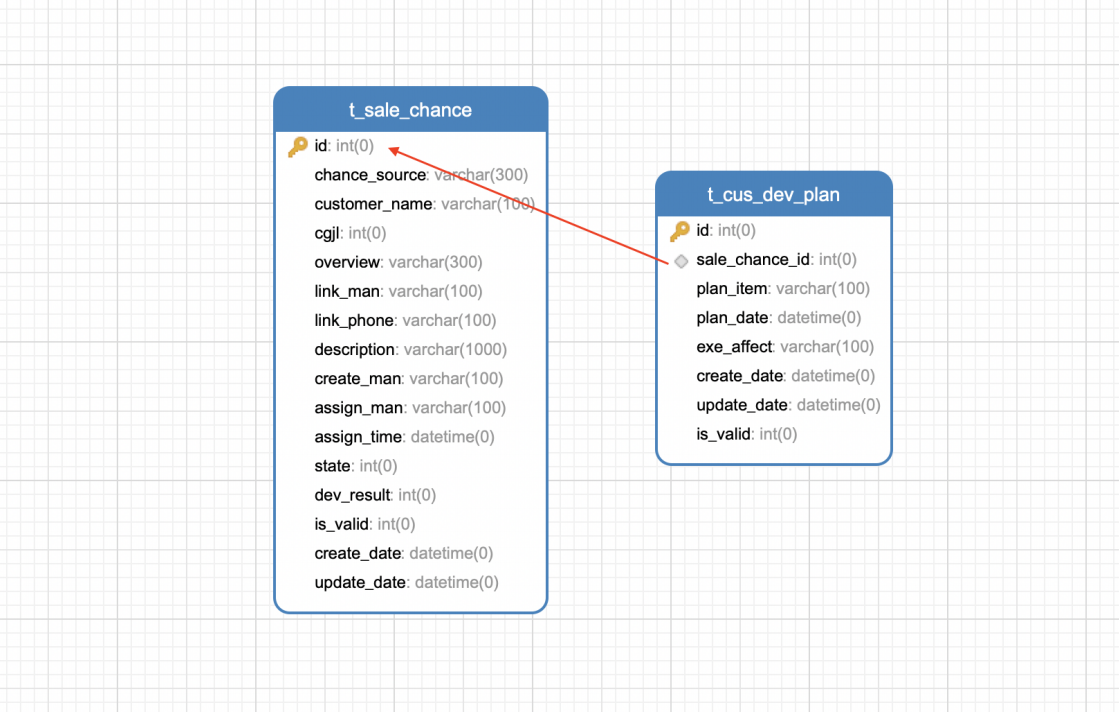 t_sale_chance
id: int(0)
chance_source: varchar(300)
customer_name: varchar(100)
cgjl: int(0)
overview: varchar(300)
link_man: varchar(100)
link_phone: varchar(100)
description: varchar(1000)
create_man: varchar(100)
assign_man: varchar(100)
assign_time: datetime(0)
state: int(0)
dev_result: int(0)
is_valid: int(0)
create_date: datetime(0)
update_date: datetime(0)
t_cus_dev_plan
id: int(0)
sale_chance_id: int(0)
plan_item: varchar(100)
plan_date: datetime(0)
exe_affect: varchar(100)
create_date: datetime(0)
update_date: datetime(0)
is_valid: int(0)